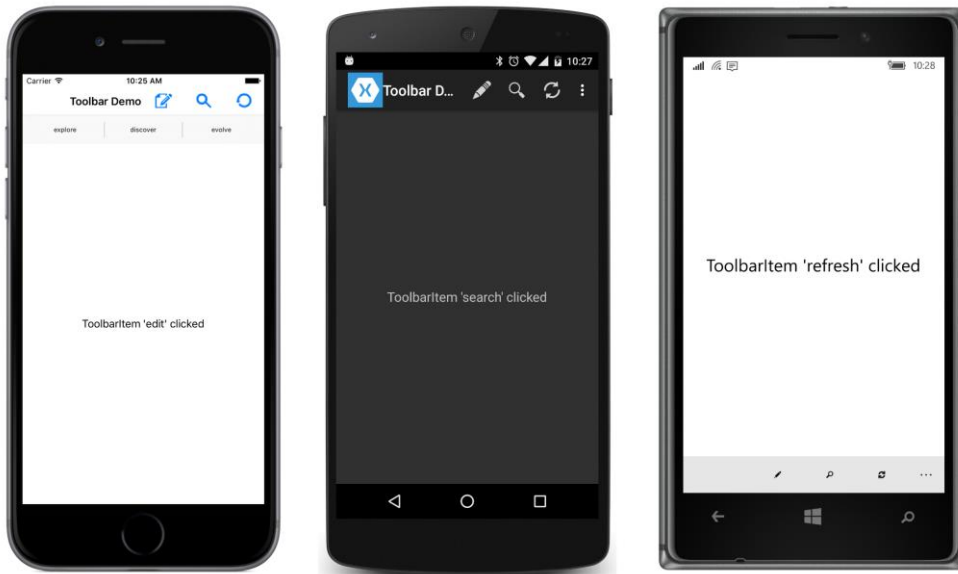 Carrier 10:25 AM
Toolbar Demo
explore discover evolve
ToolbarItem 'edit' clicked
10:27
Toolbar D...
ToolbarItem 'search' clicked
10:28
ToolbarItem 'refresh' clicked